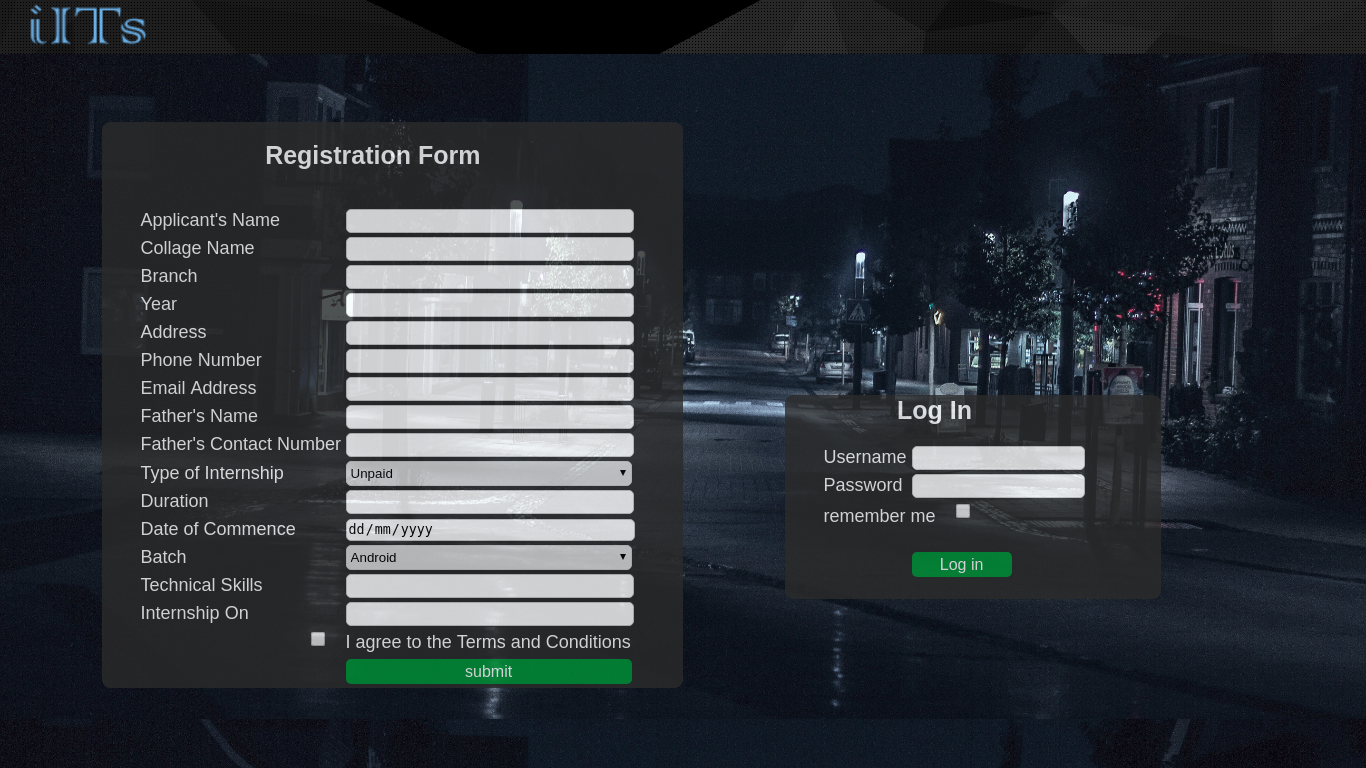 iITs
Registration Form
Applicant's Name
Collage Name
Branch
Year
Address
Phone Number
Email Address
Father's Name
Father's Contact Number
Type of Internship Unpaid
Duration
Date of Commence dd/mm/yyyy
Batch Android
Technical Skills
Internship On
I agree to the Terms and Conditions
submit
Log In
Username
Password
remember me
Log in